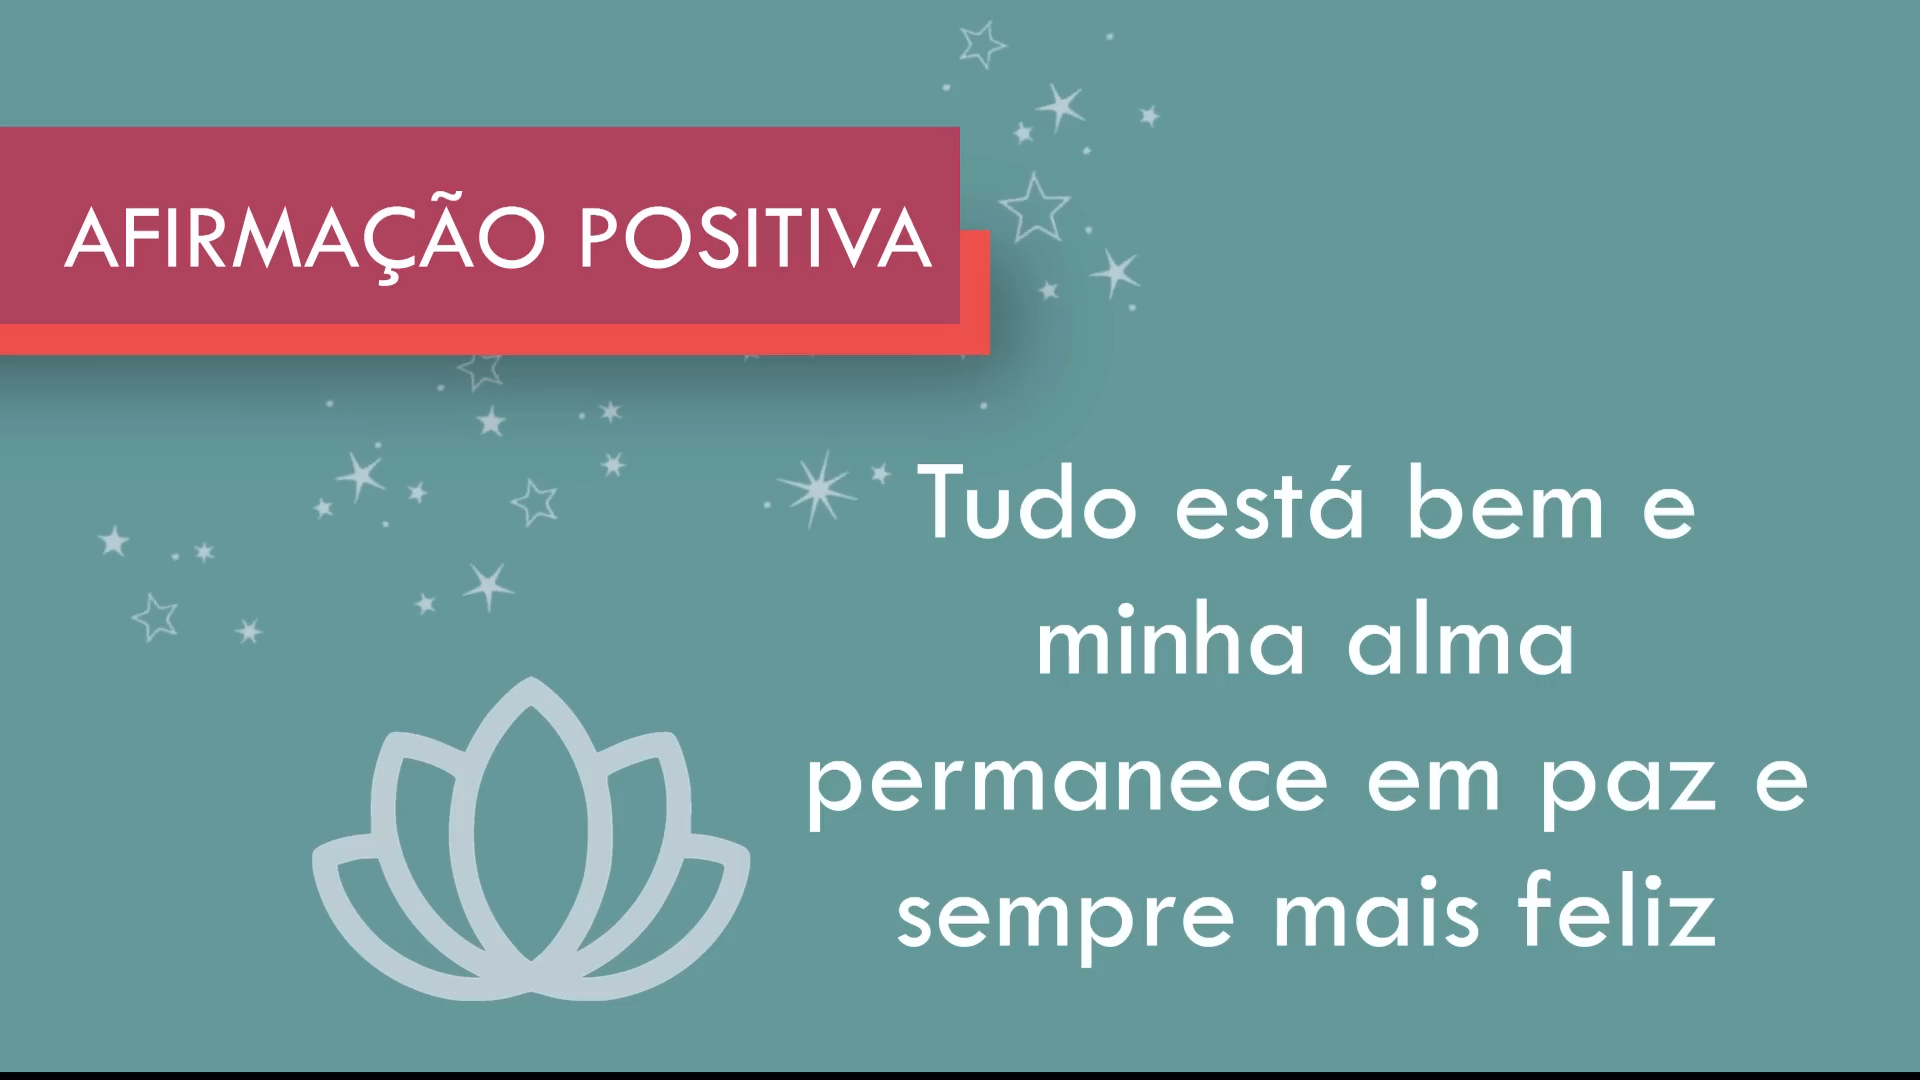 AFIRMAÇÃO POSITIVA
Tudo está bem e
minha alma
permanece em paz e
sempre mais feliz